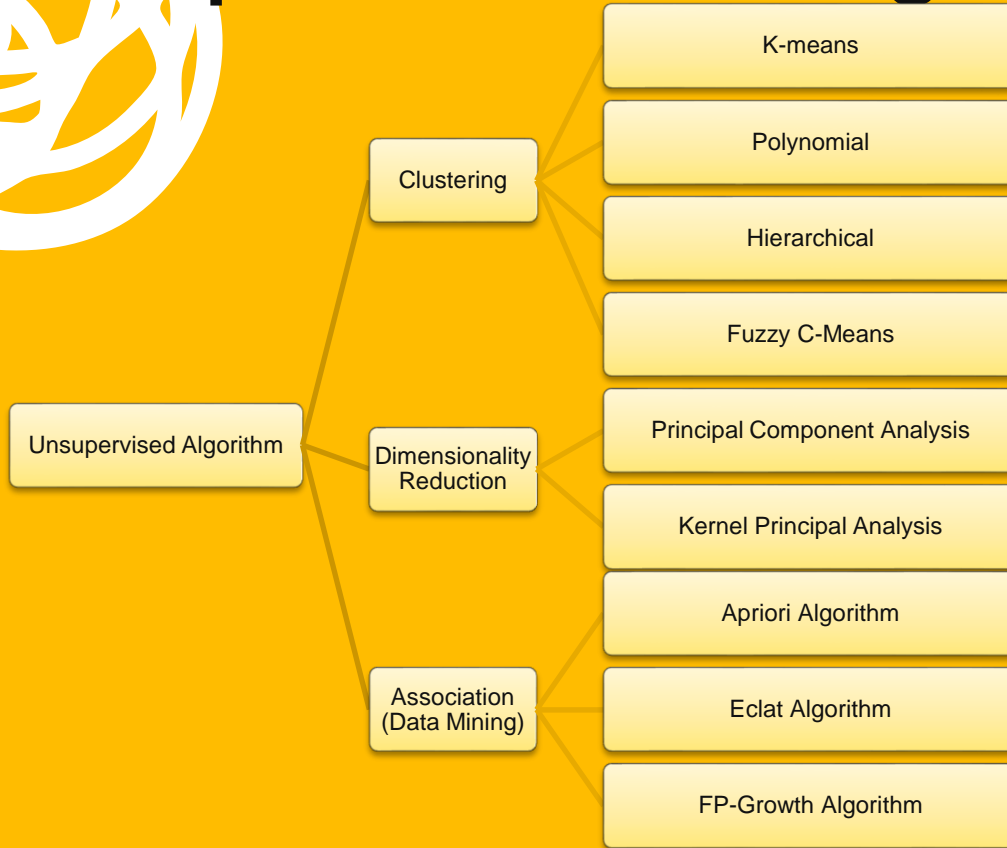 Unsupervised Algorithm
Clustering
K-means
Polynomial
Hierarchical
Fuzzy C-Means
Dimensionality
Reduction
Principal Component Analysis
Kernel Principal Analysis
Association
(Data Mining)
Apriori Algorithm
Eclat Algorithm
FP-Growth Algorithm